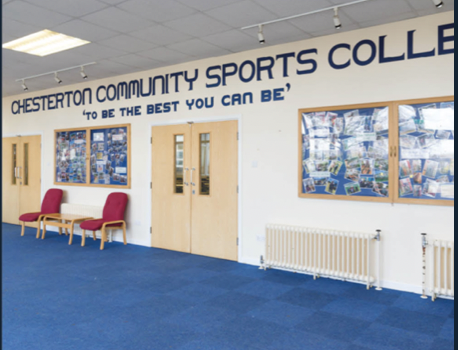 CHESTERTON COMMUNITY SPORTS COLLE
'TO BE THE BEST YOU CAN BE'